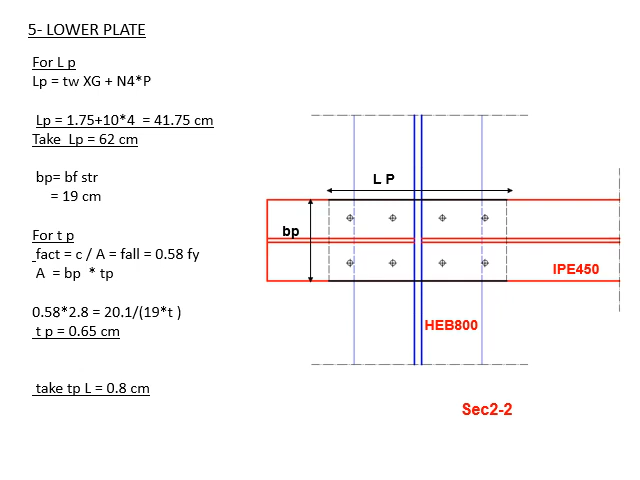 5- LOWER PLATE
For L p
Lp = tw XG + N4*P
Lp = 1.75+10*4 = 41.75 cm
Take Lp = 62 cm
bp= bf str
= 19 cm
For t p
fact = c / A = fall = 0.58 fy
A = bp * tp
0.58*2.8 = 20.1/(19*t )
t p = 0.65 cm
take tp L = 0.8 cm
L P
bp
IPE450
HEB800
Sec2-2